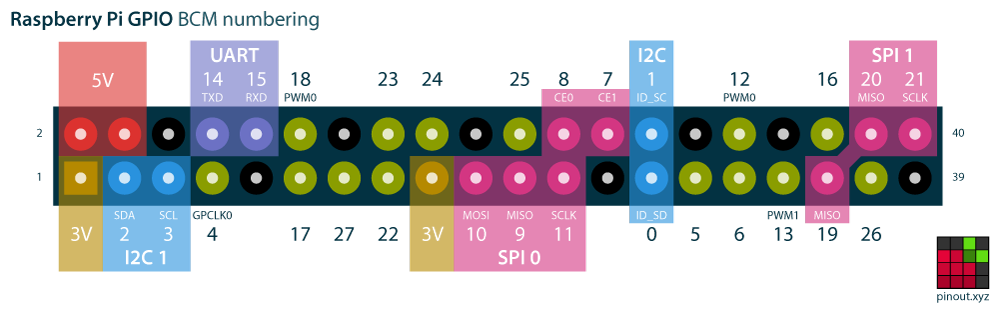 Raspberry Pi GPIO BCM numbering
5V
UART
I2C
SPI 1
14 15 18 23 24 25 8 7 1 12 16 20 21
TXD RXD PWM0 CE0 CE1 ID_SC PWM0 MISO SCLK
2 40
1 39
SDA SCL GPCLK0 MOSI MISO SCLK ID_SD PWM1 MISO
3V 2 3 4 17 27 22 3V 10 9 11 0 5 6 13 19 26
I2C 1 SPI 0
pinout.xyz